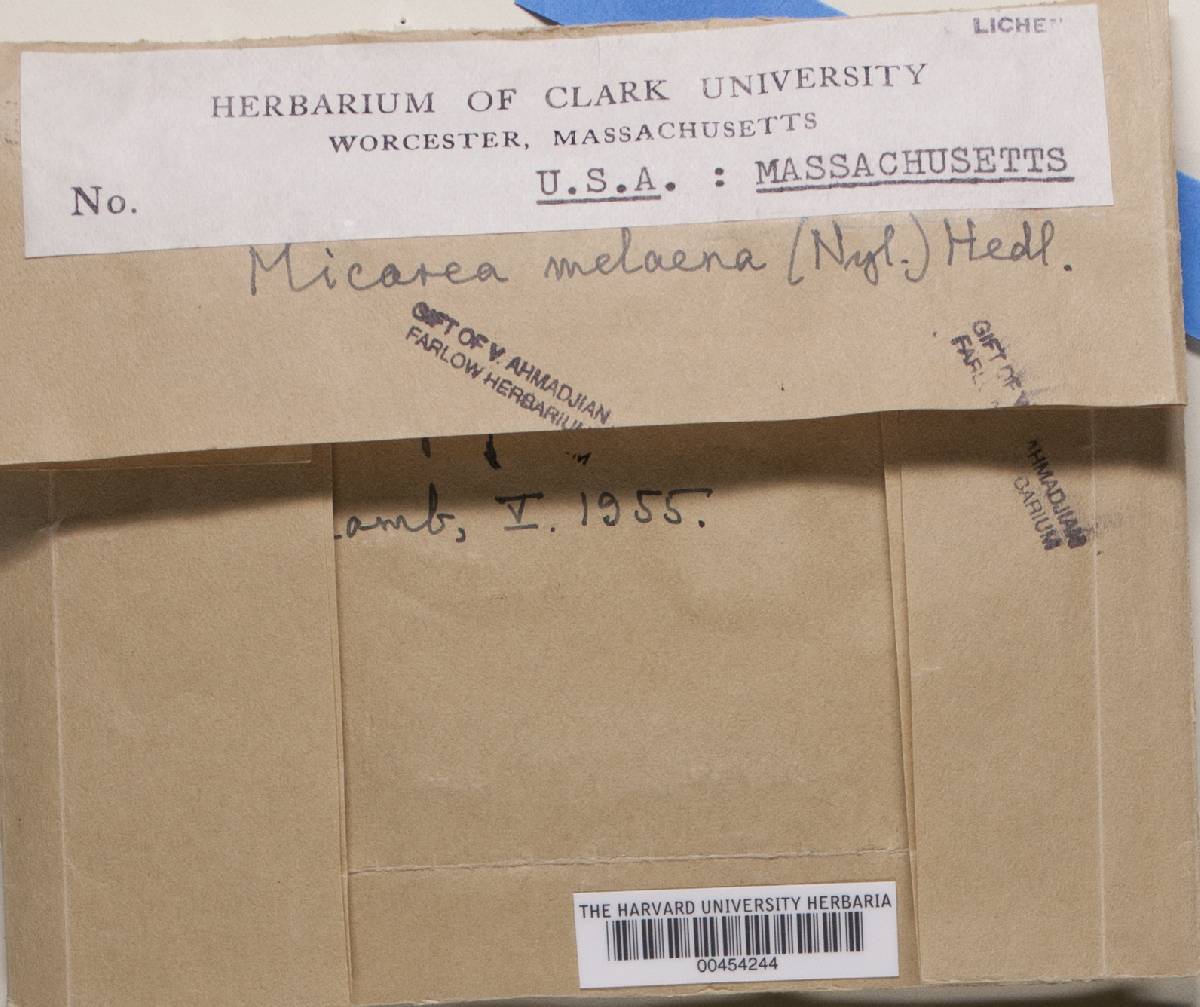 LICHE
HERBARIUM OF CLARK UNIVERSITY
WORCESTER, MASSACHUSETTS
No.
U.S.A. : MASSACHUSETTS
Micarea melaena (Nyl.) Hedl.
GIFT OF V. AHMADJIAN
FARLOW HERBARIUM
GIFT OF V. AHMADJIAN
amb, V. 1955.
THE HARVARD UNIVERSITY HERBARIA
00454244